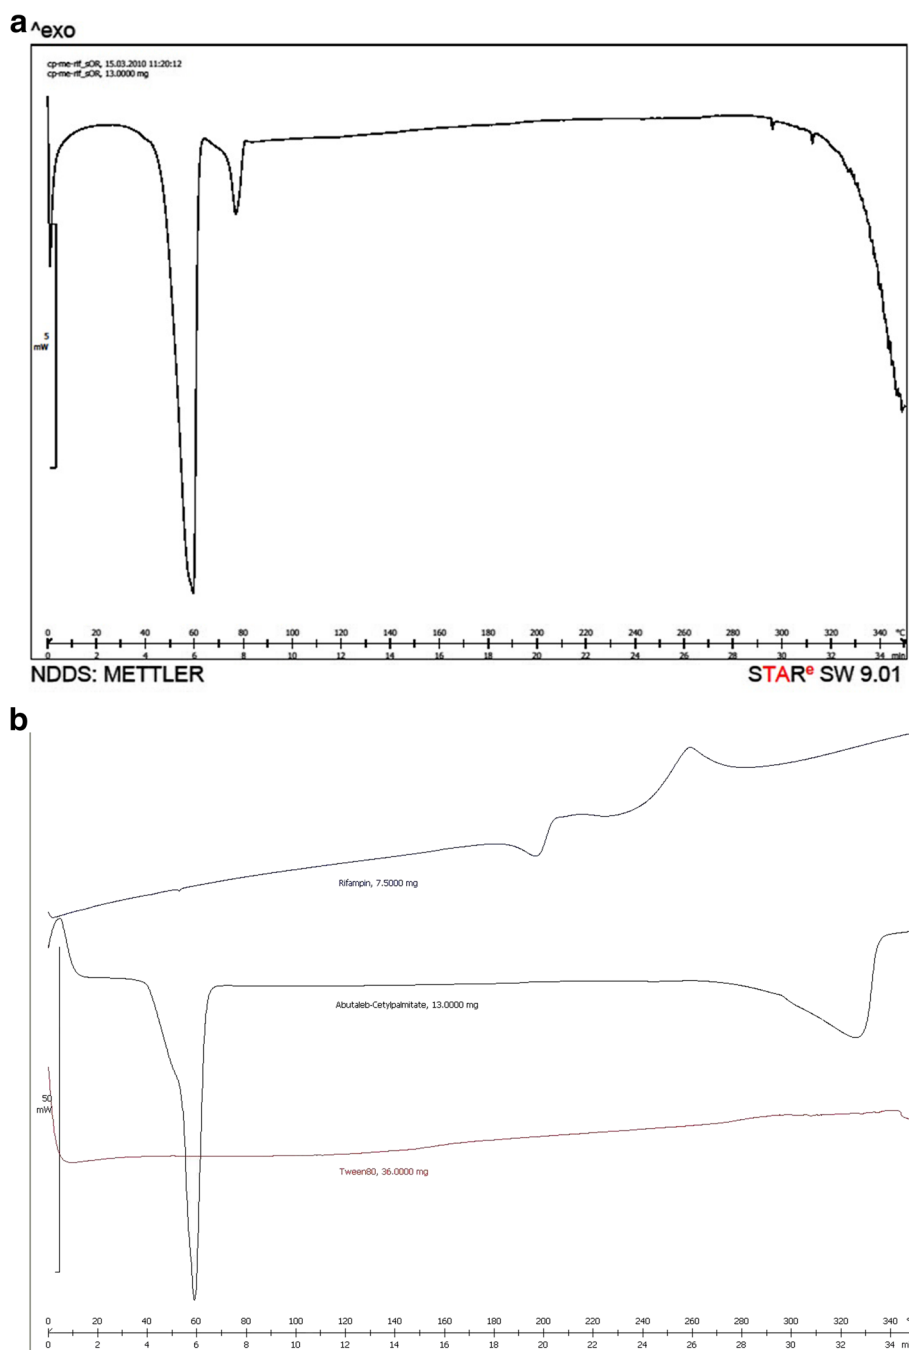 a ^exo
cp-me-rif_sOR, 15.03.2010 11:20:12
cp-me-rif_sOR, 13.0000 mg
5
mW
0 20 40 60 80 100 120 140 160 180 200 220 240 260 280 300 320 340 °C
0 2 4 6 8 10 12 14 16 18 20 22 24 26 28 30 32 34 min
NDDS: METTLER STARe SW 9.01
b
Rifampin, 7.5000 mg
Abutaleb-Cetylpalmitate, 13.0000 mg
50
mW
Tween80, 36.0000 mg
0 20 40 60 80 100 120 140 160 180 200 220 240 260 280 300 320 340
0 2 4 6 8 10 12 14 16 18 20 22 24 26 28 30 32 34 m